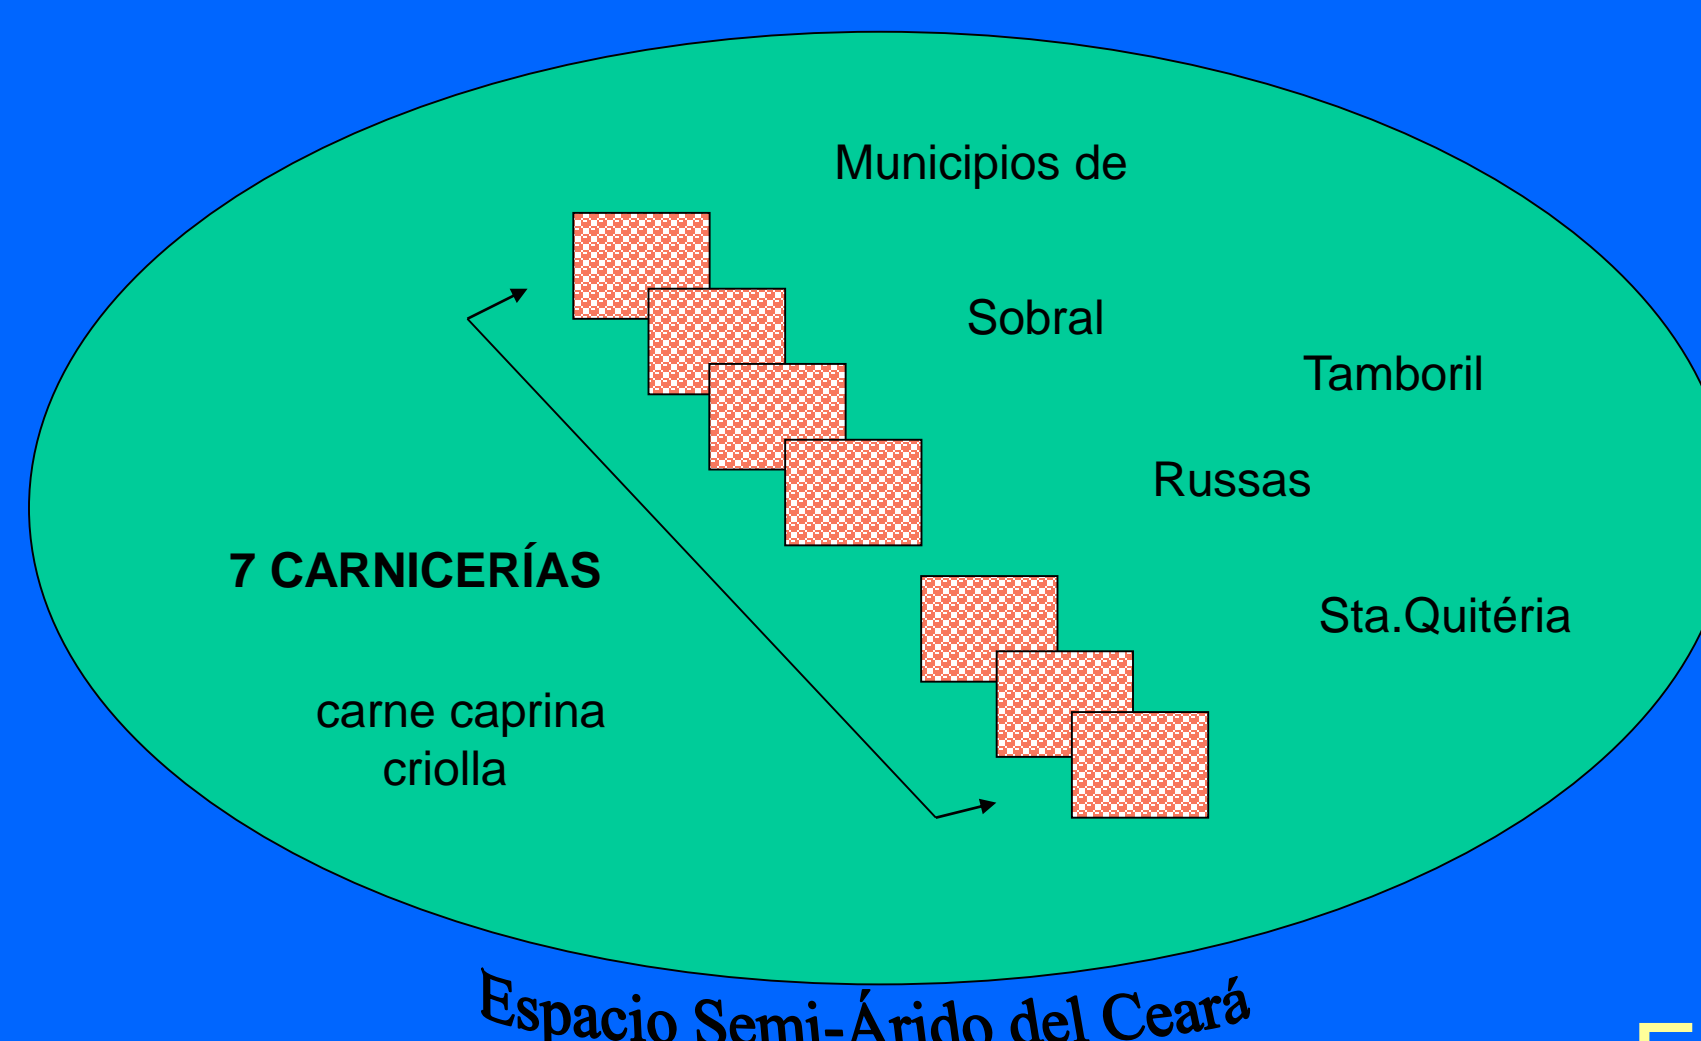 Municipios de
Sobral
Tamboril
Russas
7 CARNICERÍAS
Sta.Quitéria
carne caprina
criolla
Espacio Semi-Árido del Ceará